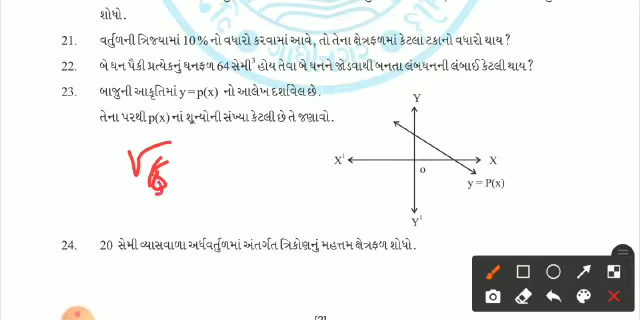 શોધો.
21. વર્તુળની ત્રિજ્યામાં 10 % નો વધારો કરવામાં આવે, તો તેના ક્ષેત્રફળમાં કેટલા ટકાનો વધારો થાય ?
22. બે ઘન પૈકી પ્રત્યેકનું ઘનફળ 64 સેમી³ હોય તેવા બે ઘનને જોડવાથી બનતા લંબઘનની લંબાઈ કેટલી થાય ?
23. બાજુની આકૃતિમાં y = p(x) નો આલેખ દર્શાવેલ છે.
તેના પરથી p(x) નાં શૂન્યોની સંખ્યા કેટલી છે તે જણાવો.
Y
X¹ X
o
y = P(x)
Y¹
24. 20 સેમી વ્યાસવાળા અર્ધવર્તુળમાં અંતર્ગત ત્રિકોણનું મહત્તમ ક્ષેત્રફળ શોધો.